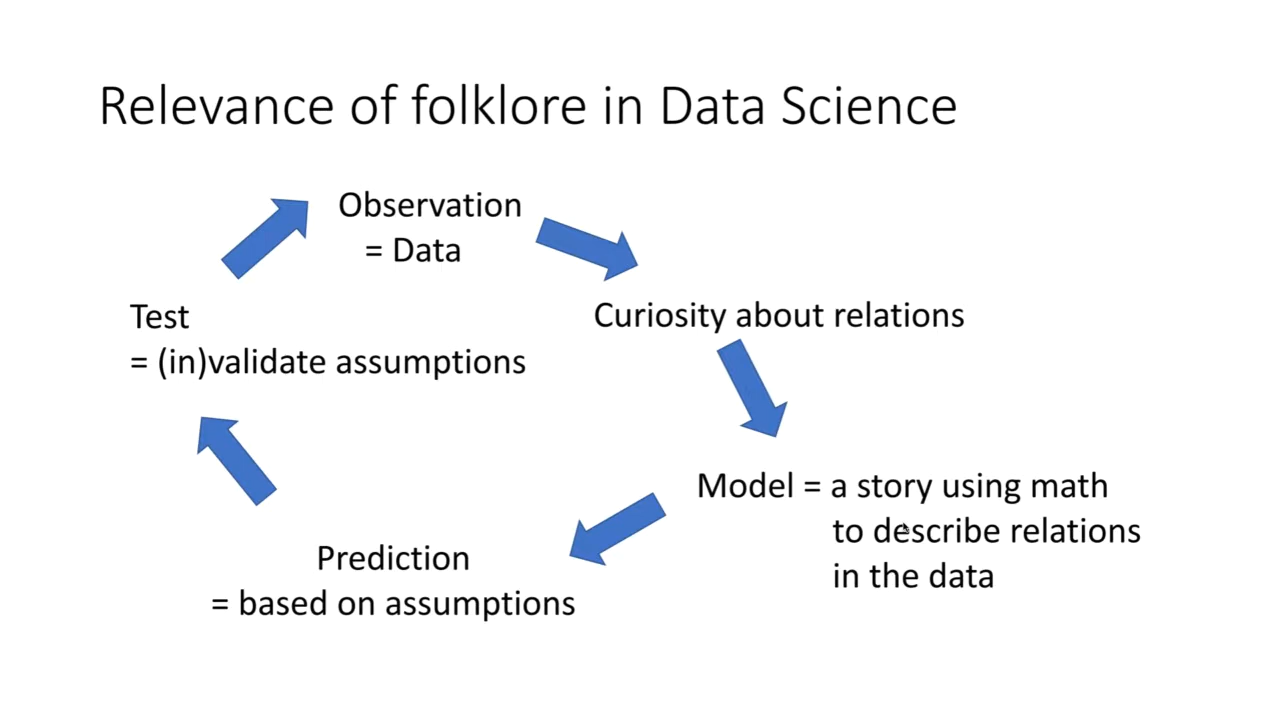 Relevance of folklore in Data Science
Observation
= Data
Curiosity about relations
Test
= (in)validate assumptions
Model = a story using math
to describe relations
in the data
Prediction
= based on assumptions